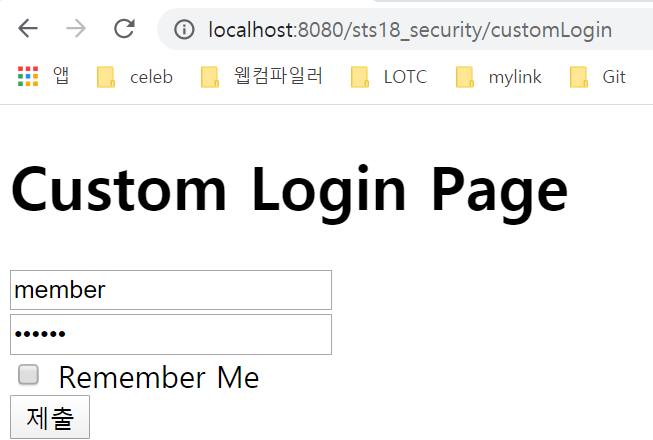 localhost:8080/sts18_security/customLogin
앱 celeb 웹컴파일러 LOTC mylink Git
Custom Login Page
member
••••••
Remember Me
제출